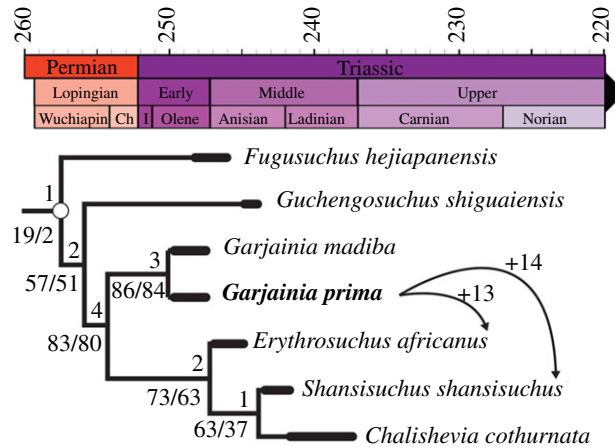 260 250 240 230 220
Permian Triassic
Lopingian Early Middle Upper
Wuchiapin Ch I Olene Anisian Ladinian Carnian Norian
Fugusuchus hejiapanensis
1
19/2
Guchengosuchus shiguaiensis
2
57/51
Garjainia madiba
3
86/84
Garjainia prima
+14
+13
4
83/80
Erythrosuchus africanus
2
73/63
Shansisuchus shansisuchus
1
63/37
Chalishevia cothurnata